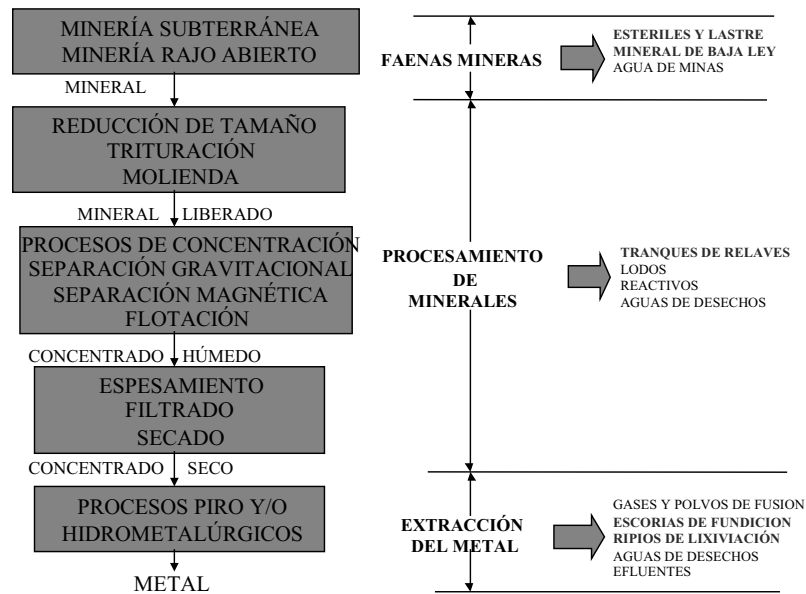 MINERÍA SUBTERRÁNEA
MINERÍA RAJO ABIERTO
MINERAL
REDUCCIÓN DE TAMAÑO
TRITURACIÓN
MOLIENDA
MINERAL LIBERADO
PROCESOS DE CONCENTRACIÓN
SEPARACIÓN GRAVITACIONAL
SEPARACIÓN MAGNÉTICA
FLOTACIÓN
CONCENTRADO HÚMEDO
ESPESAMIENTO
FILTRADO
SECADO
CONCENTRADO SECO
PROCESOS PIRO Y/O
HIDROMETALÚRGICOS
METAL
FAENAS MINERAS
ESTERILES Y LASTRE
MINERAL DE BAJA LEY
AGUA DE MINAS
PROCESAMIENTO
DE
MINERALES
TRANQUES DE RELAVES
LODOS
REACTIVOS
AGUAS DE DESECHOS
EXTRACCIÓN
DEL METAL
GASES Y POLVOS DE FUSION
ESCORIAS DE FUNDICION
RIPIOS DE LIXIVIACIÓN
AGUAS DE DESECHOS
EFLUENTES